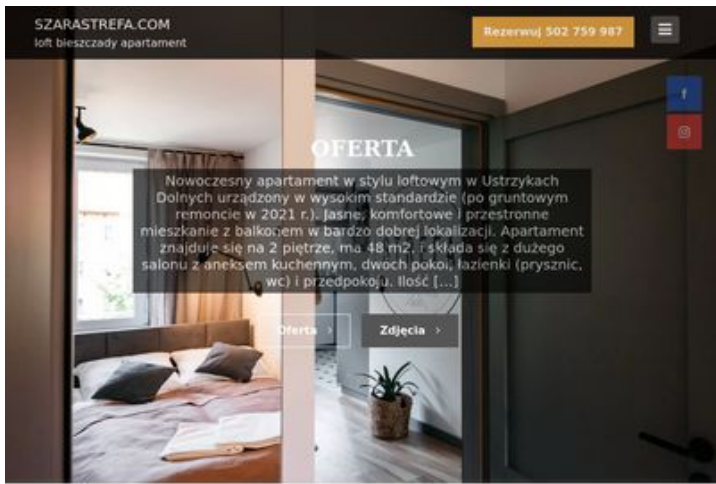 SZARASTREFA.COM
loft bieszczady apartament
Rezerwuj 502 759 987
f
OFERTA
Nowoczesny apartament w stylu loftowym w Ustrzykach
Dolnych urządzony w wysokim standardzie (po gruntowym
remoncie w 2021 r.). Jasne, komfortowe i przestronne
mieszkanie z balkonem w bardzo dobrej lokalizacji. Apartament
znajduje się na 2 piętrze, ma 48 m2, i składa się z dużego
salonu z aneksem kuchennym, dwoch pokoi, łazienki (prysznic,
wc) i przedpokoju. Ilość [...]
Oferta ›
Zdjęcia ›